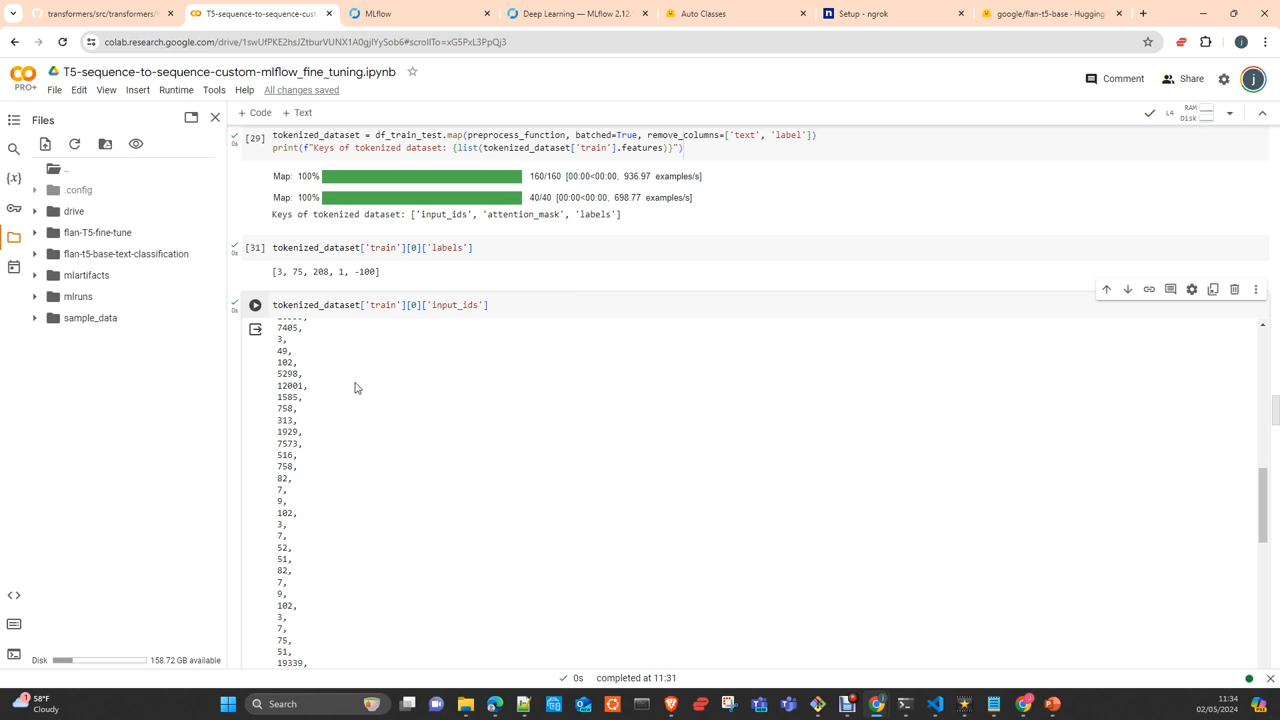 transformers/src/transformers/
T5-sequence-to-sequence-cust
MLflow
Deep Learning — MLflow 2.12.
Auto Classes
Setup - ngrok
google/flan-t5-base · Hugging
colab.research.google.com/drive/1swUfPKE2hsJZtburVUNX1A0gjlYySob6#scrollTo=xG5PxL3PpQj3
T5-sequence-to-sequence-custom-mlflow_fine_tuning.ipynb
PRO+
File Edit View Insert Runtime Tools Help All changes saved
Comment Share
Files
+ Code + Text
L4 RAM Disk
..
.config
drive
flan-T5-fine-tune
flan-t5-base-text-classification
mlartifacts
mlruns
sample_data
[29] tokenized_dataset = df_train_test.map(preprocess_function, batched=True, remove_columns=['text', 'label'])
0s
print(f"Keys of tokenized dataset: {list(tokenized_dataset['train'].features)}")
Map: 100% 160/160 [00:00<00:00, 936.97 examples/s]
Map: 100% 40/40 [00:00<00:00, 698.77 examples/s]
Keys of tokenized dataset: ['input_ids', 'attention_mask', 'labels']
[31] tokenized_dataset['train'][0]['labels']
0s
[3, 75, 208, 1, -100]
tokenized_dataset['train'][0]['input_ids']
0s
7405,
3,
49,
102,
5298,
12001,
1585,
758,
313,
1929,
7573,
516,
758,
82,
7,
9,
102,
3,
7,
52,
51,
82,
7,
9,
102,
3,
7,
75,
51,
19339,
Disk 158.72 GB available
0s completed at 11:31
58°F
Cloudy
Search
11:34
02/05/2024